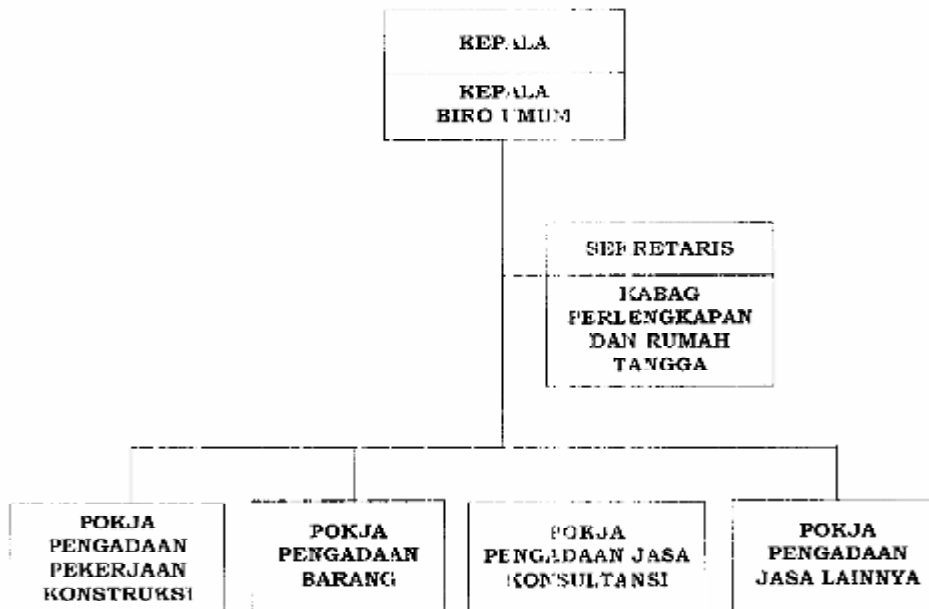 KEPALA
KEPALA
BIRO UMUM
SEKRETARIS
KABAG
PERLENGKAPAN
DAN RUMAH
TANGGA
POKJA
PENGADAAN
PEKERJAAN
KONSTRUKSI
POKJA
PENGADAAN
BARANG
POKJA
PENGADAAN JASA
KONSULTANSI
POKJA
PENGADAAN
JASA LAINNYA